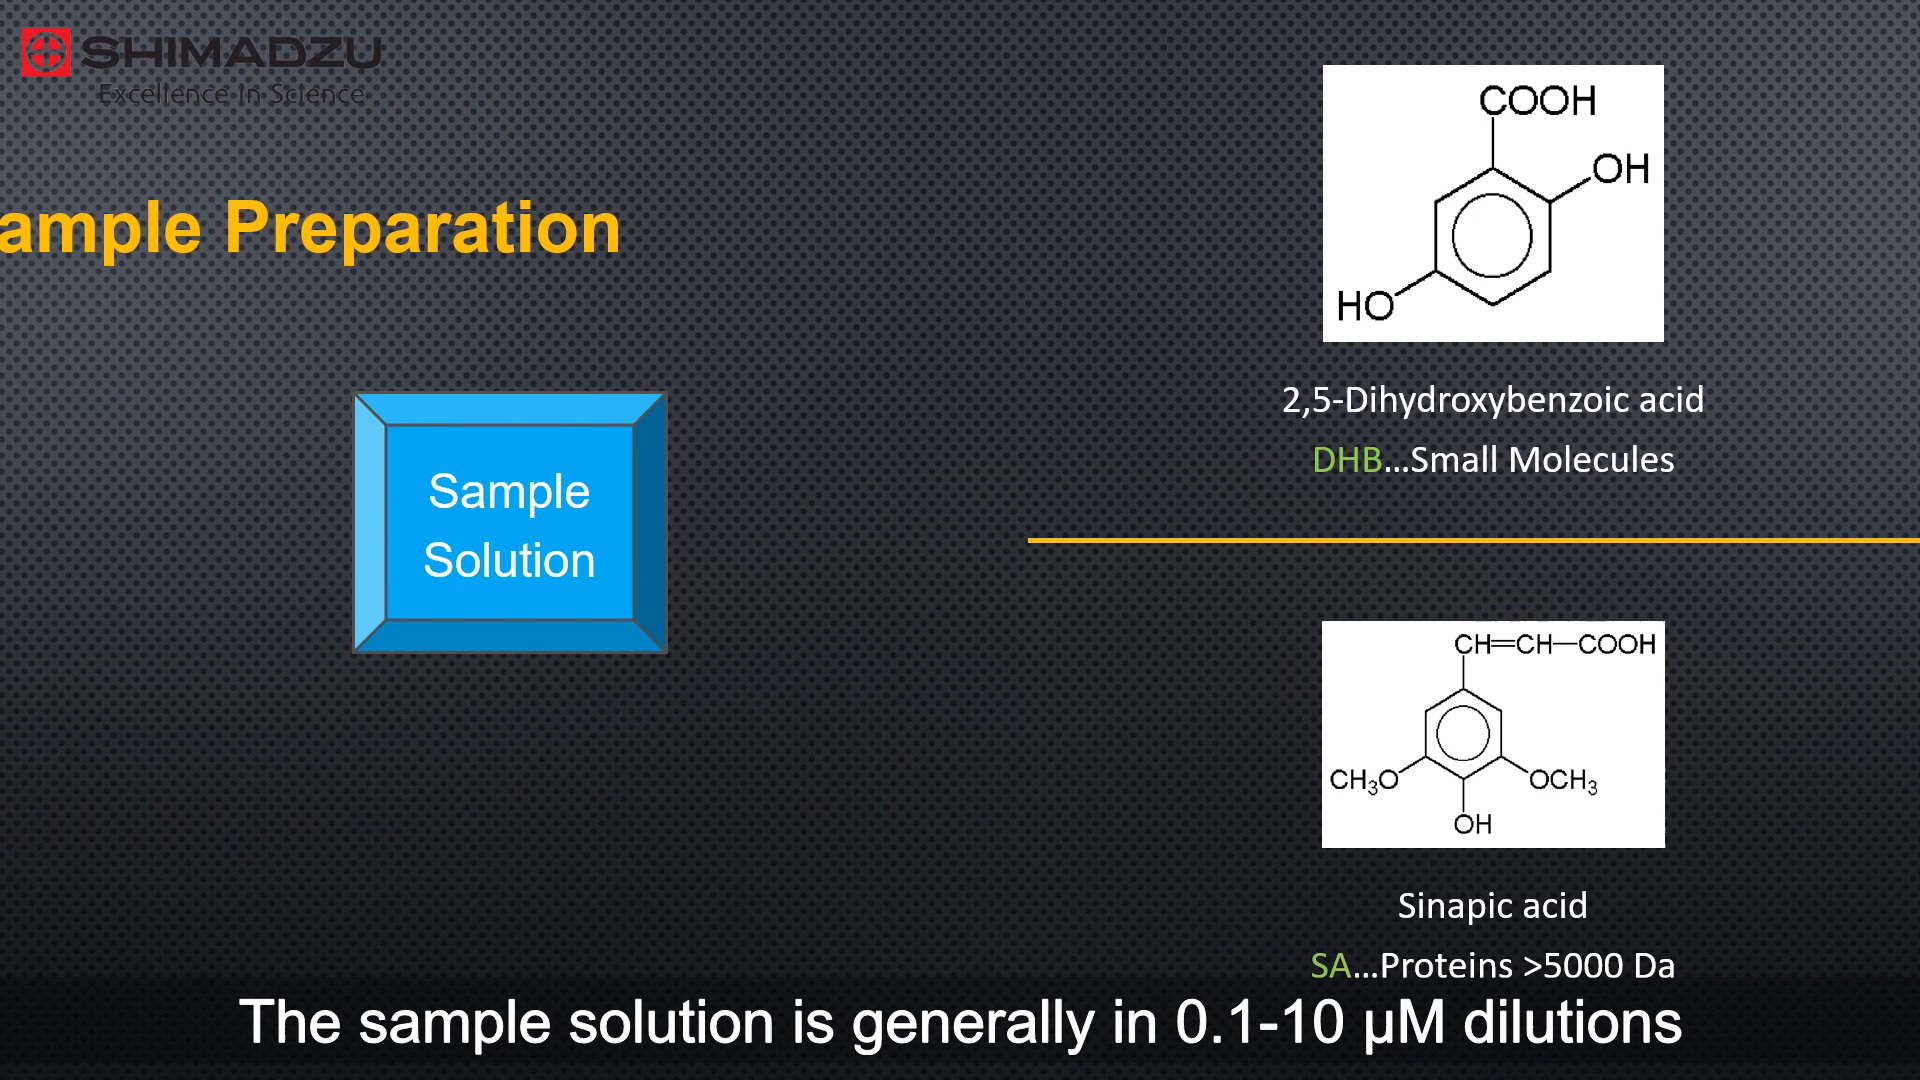 SHIMADZU
Excellence in Science
ample Preparation
Sample
Solution
COOH
OH
HO
2,5-Dihydroxybenzoic acid
DHB...Small Molecules
CH=CH—COOH
CH₃O
OCH₃
OH
Sinapic acid
SA...Proteins >5000 Da
The sample solution is generally in 0.1-10 µM dilutions